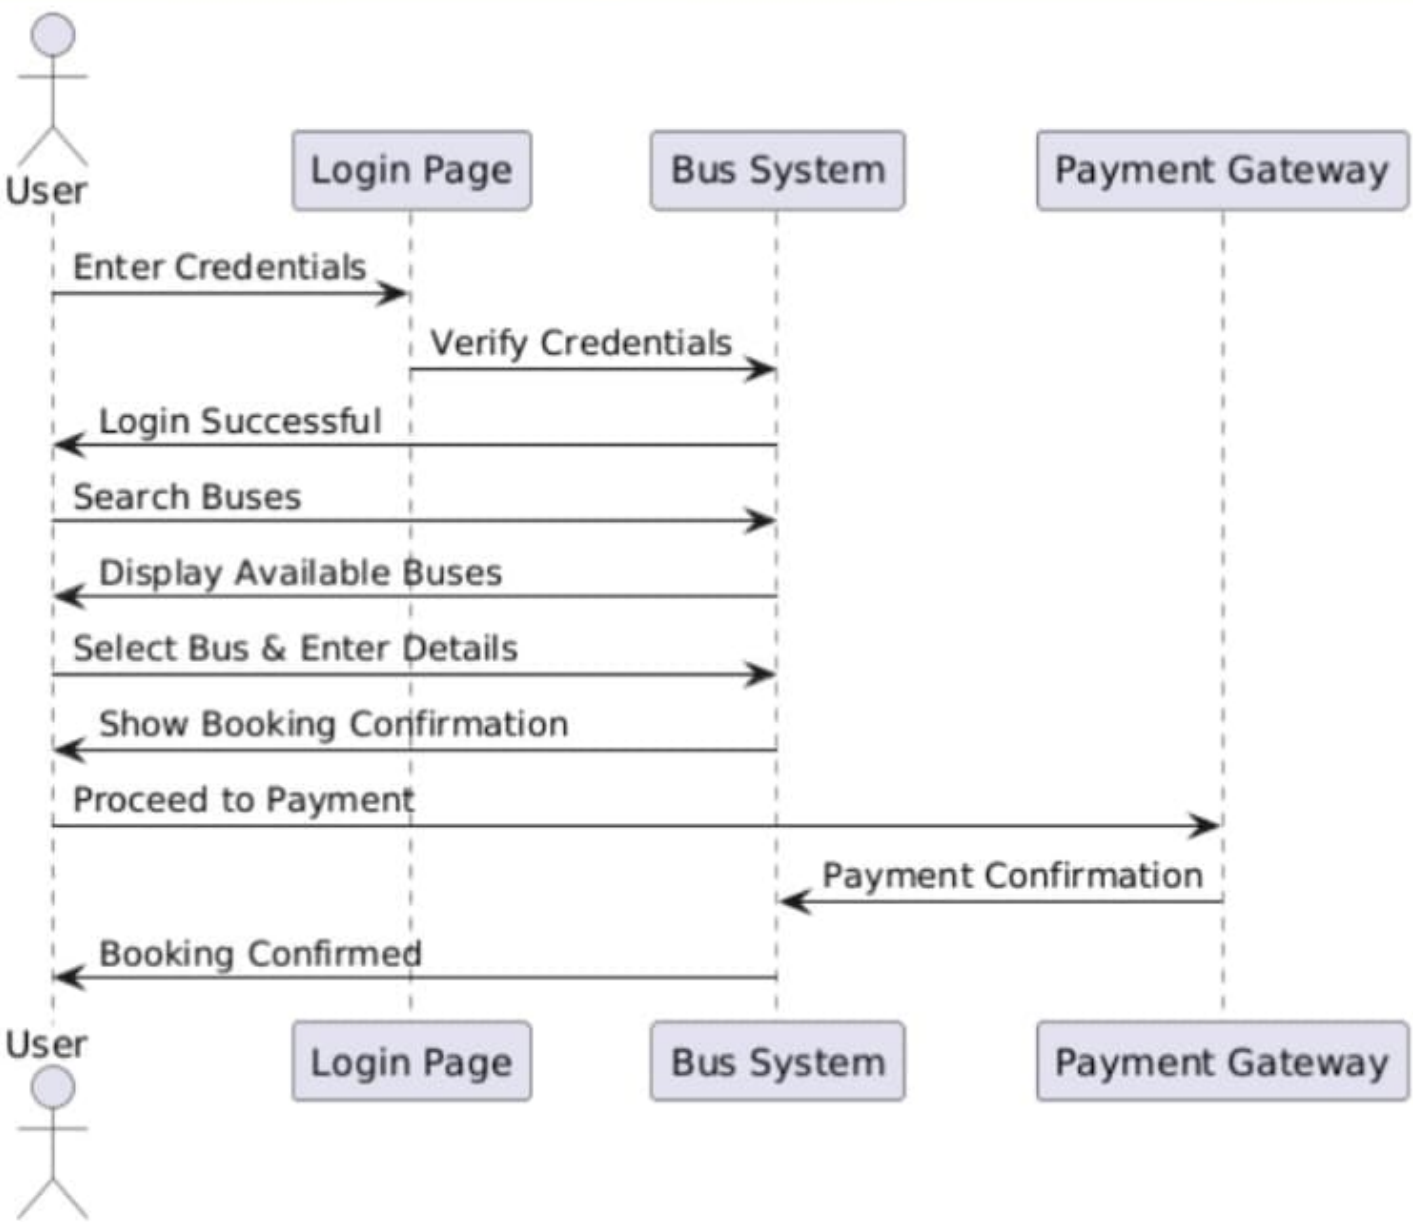 User
Login Page
Bus System
Payment Gateway
Enter Credentials
Verify Credentials
Login Successful
Search Buses
Display Available Buses
Select Bus & Enter Details
Show Booking Confirmation
Proceed to Payment
Payment Confirmation
Booking Confirmed
User
Login Page
Bus System
Payment Gateway